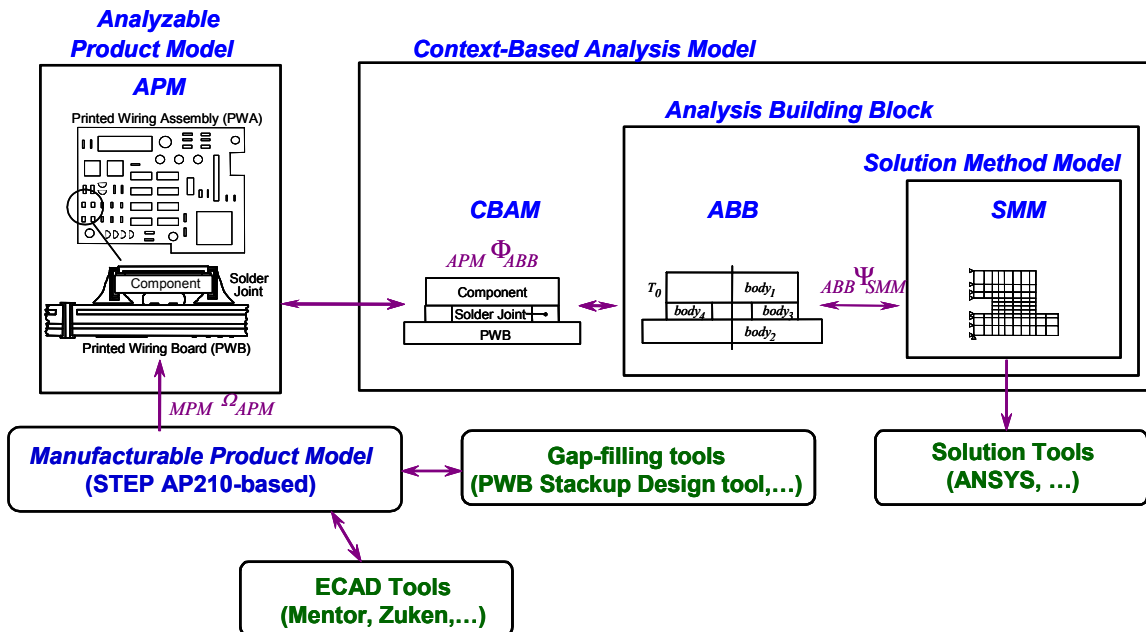 Analyzable
Product Model
Context-Based Analysis Model
APM
Printed Wiring Assembly (PWA)
Analysis Building Block
Solution Method Model
CBAM
ABB
SMM
APM Φ ABB
ABB Ψ SMM
Component
Solder
Joint
Printed Wiring Board (PWB)
Component
Solder Joint
PWB
T0
body1
body4
body3
body2
MPM Ω APM
Manufacturable Product Model
(STEP AP210-based)
Gap-filling tools
(PWB Stackup Design tool,…)
Solution Tools
(ANSYS, …)
ECAD Tools
(Mentor, Zuken,…)